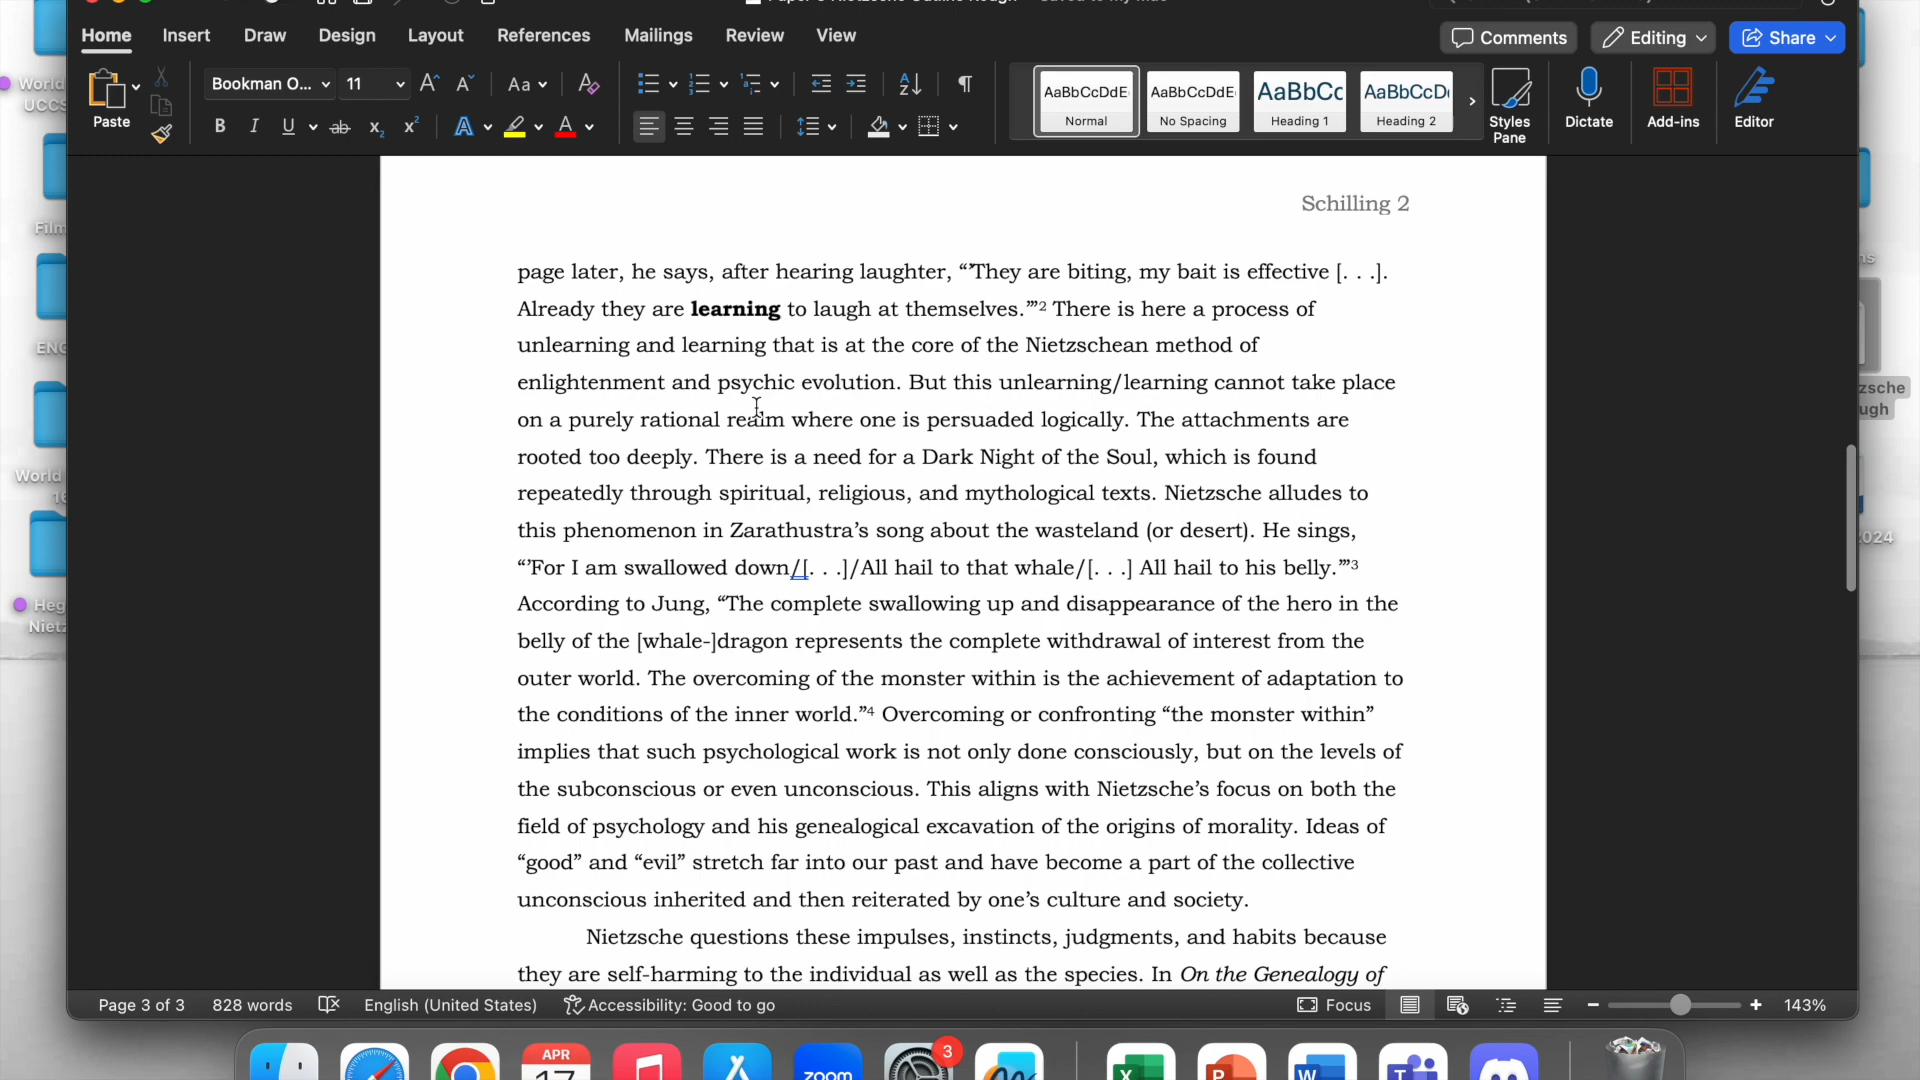 Home Insert Draw Design Layout References Mailings Review View Comments Editing Share
World
UCCS
Paste
Bookman O... 11
Aa
AaBbCcDdE AaBbCcDdE AaBbCc AaBbCcD
Normal No Spacing Heading 1 Heading 2
Styles
Pane
Dictate Add-ins Editor
Schilling 2
page later, he says, after hearing laughter, “‘They are biting, my bait is effective [. . .].
Already they are learning to laugh at themselves.’”2 There is here a process of
unlearning and learning that is at the core of the Nietzschean method of
enlightenment and psychic evolution. But this unlearning/learning cannot take place
on a purely rational realm where one is persuaded logically. The attachments are
rooted too deeply. There is a need for a Dark Night of the Soul, which is found
repeatedly through spiritual, religious, and mythological texts. Nietzsche alludes to
this phenomenon in Zarathustra’s song about the wasteland (or desert). He sings,
“‘For I am swallowed down/[. . .]/All hail to that whale/[. . .] All hail to his belly.’”3
According to Jung, “The complete swallowing up and disappearance of the hero in the
belly of the [whale-]dragon represents the complete withdrawal of interest from the
outer world. The overcoming of the monster within is the achievement of adaptation to
the conditions of the inner world.”4 Overcoming or confronting “the monster within”
implies that such psychological work is not only done consciously, but on the levels of
the subconscious or even unconscious. This aligns with Nietzsche’s focus on both the
field of psychology and his genealogical excavation of the origins of morality. Ideas of
“good” and “evil” stretch far into our past and have become a part of the collective
unconscious inherited and then reiterated by one’s culture and society.
Nietzsche questions these impulses, instincts, judgments, and habits because
they are self-harming to the individual as well as the species. In On the Genealogy of
Film
ENG
World
16
Heg
Nietz
zsche
ugh
2024
Page 3 of 3 828 words English (United States) Accessibility: Good to go Focus 143%
APR
17
zoom
3